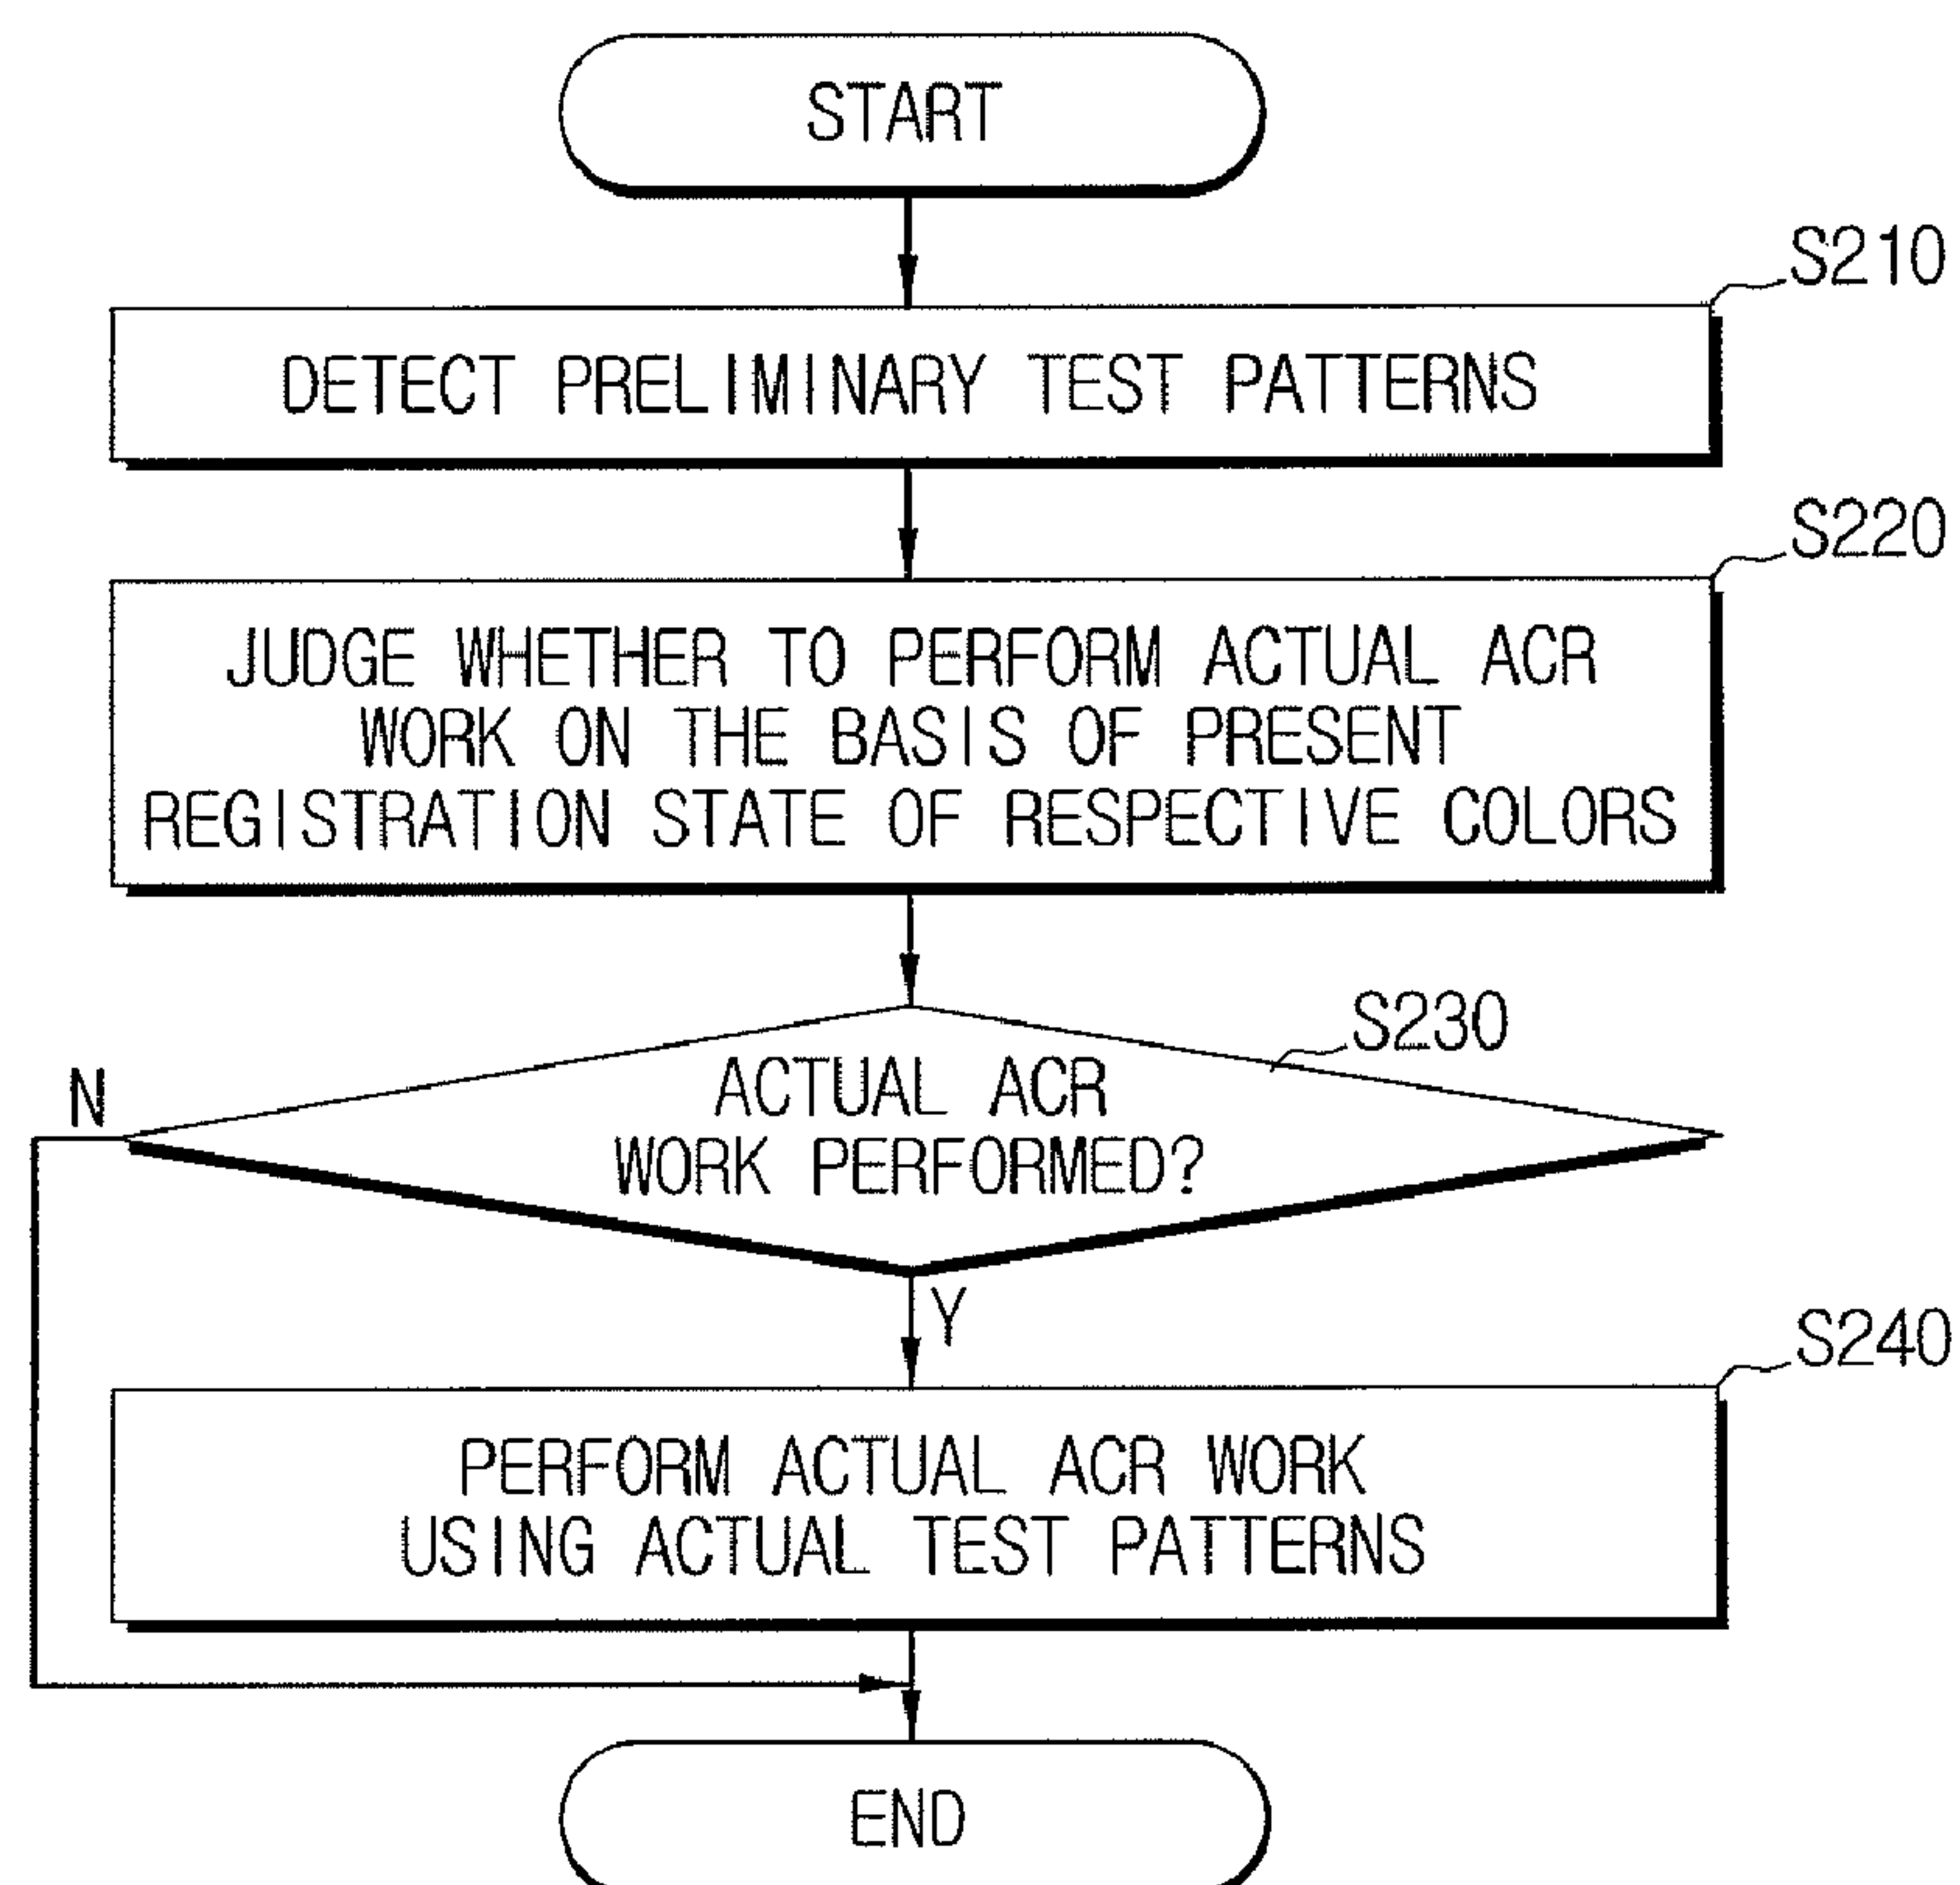 START
S210
DETECT PRELIMINARY TEST PATTERNS
S220
JUDGE WHETHER TO PERFORM ACTUAL ACR
WORK ON THE BASIS OF PRESENT
REGISTRATION STATE OF RESPECTIVE COLORS
S230
N
ACTUAL ACR
WORK PERFORMED?
Y
S240
PERFORM ACTUAL ACR WORK
USING ACTUAL TEST PATTERNS
END